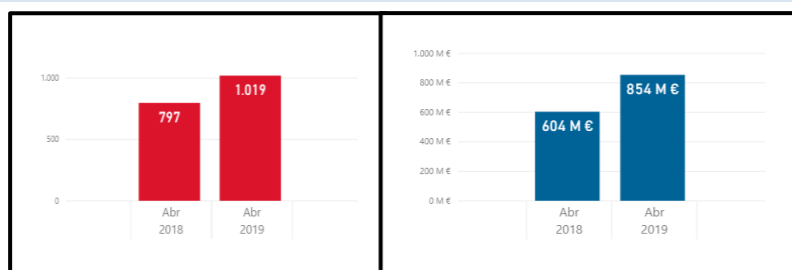 1.000
500
0
797
1.019
Abr
2018
Abr
2019
1.000 M €
800 M €
600 M €
400 M €
200 M €
0 M €
604 M €
854 M €
Abr
2018
Abr
2019